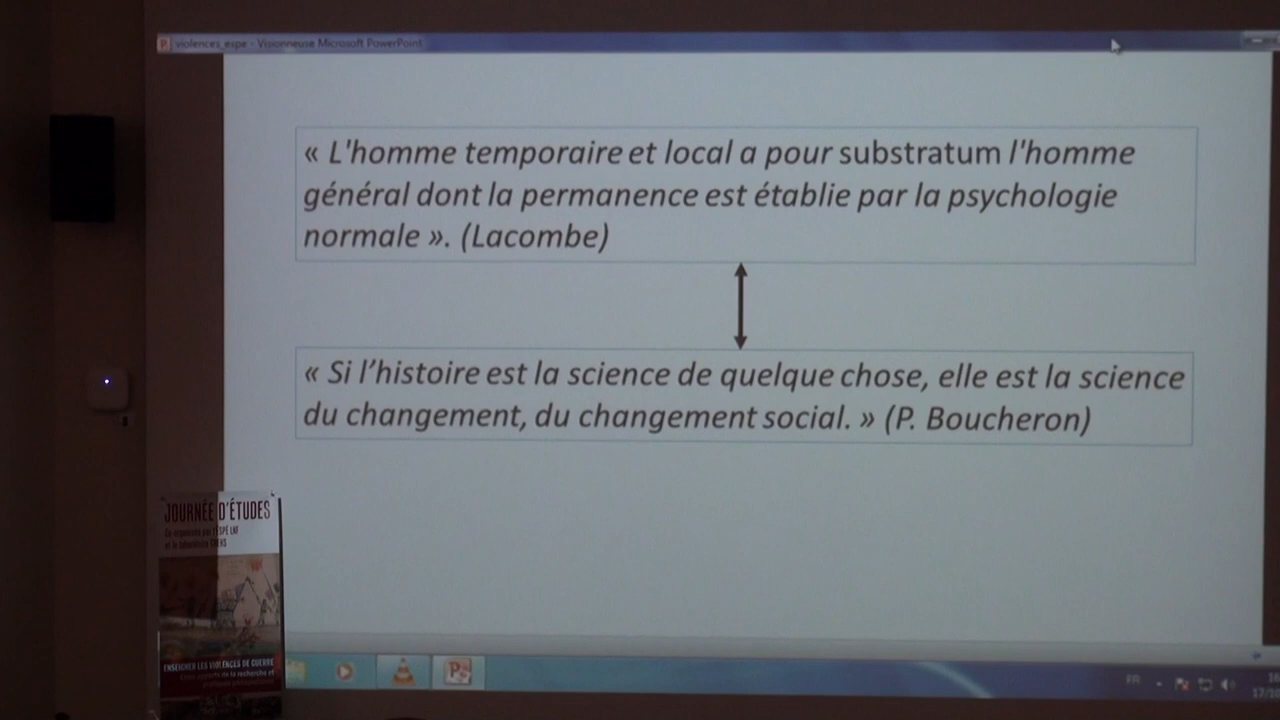 violences_espe - Visionneuse Microsoft PowerPoint
« L'homme temporaire et local a pour substratum l'homme
général dont la permanence est établie par la psychologie
normale ». (Lacombe)
« Si l’histoire est la science de quelque chose, elle est la science
du changement, du changement social. » (P. Boucheron)
JOURNÉE D'ÉTUDES
ENSEIGNER LES VIOLENCES DE GUERRE
FR